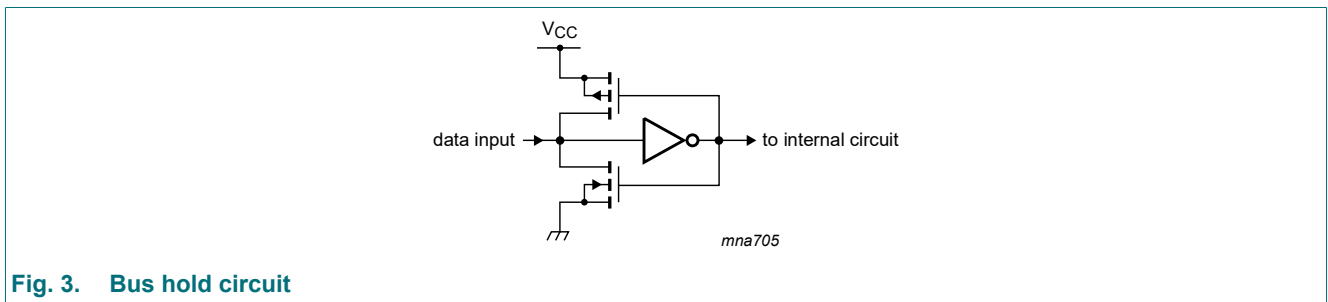 VCC
data input
to internal circuit
mna705
Fig. 3. Bus hold circuit